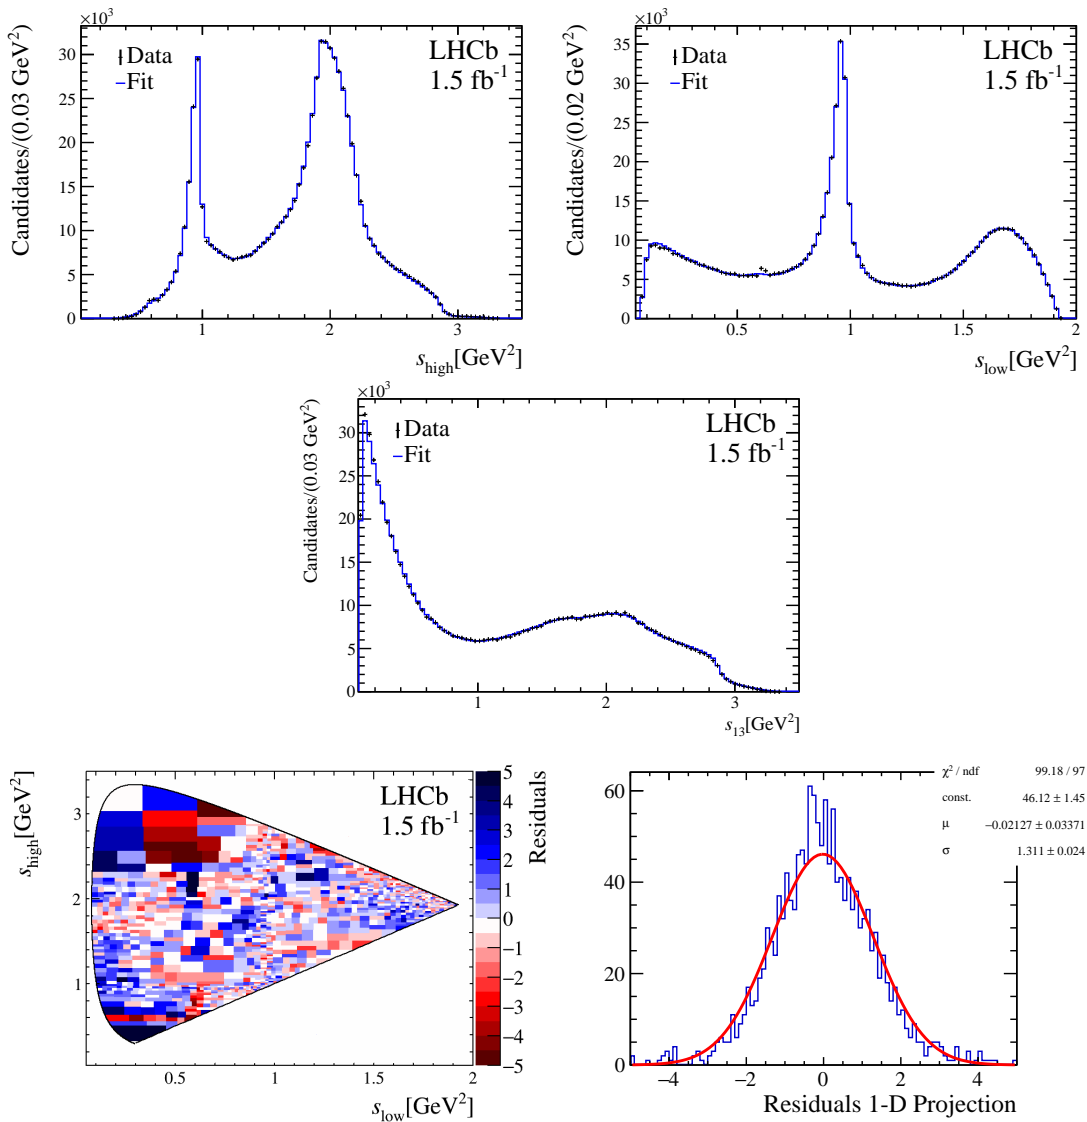 ×10³
Candidates/(0.03 GeV²)
30
25
20
15
10
5
0
Data
Fit
LHCb
1.5 fb⁻¹
1 2 3
s_high[GeV²]
×10³
Candidates/(0.02 GeV²)
35
30
25
20
15
10
5
0
Data
Fit
LHCb
1.5 fb⁻¹
0.5 1 1.5 2
s_low[GeV²]
×10³
Candidates/(0.03 GeV²)
30
25
20
15
10
5
0
Data
Fit
LHCb
1.5 fb⁻¹
1 2 3
s_13[GeV²]
s_high[GeV²]
3
2
1
LHCb
1.5 fb⁻¹
0.5 1 1.5 2
s_low[GeV²]
5
4
3
2
1
0
−1
−2
−3
−4
−5
Residuals
χ² / ndf 99.18 / 97
const. 46.12 ± 1.45
μ −0.02127 ± 0.03371
σ 1.311 ± 0.024
60
40
20
0
−4 −2 0 2 4
Residuals 1-D Projection